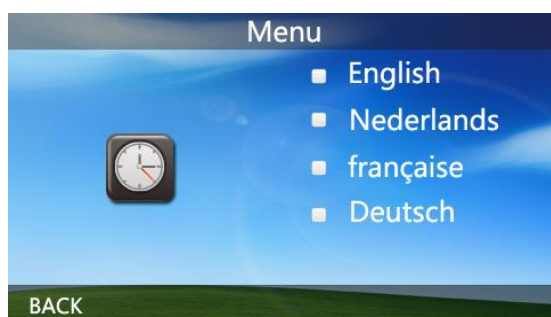 Menu
English
Nederlands
française
Deutsch
BACK